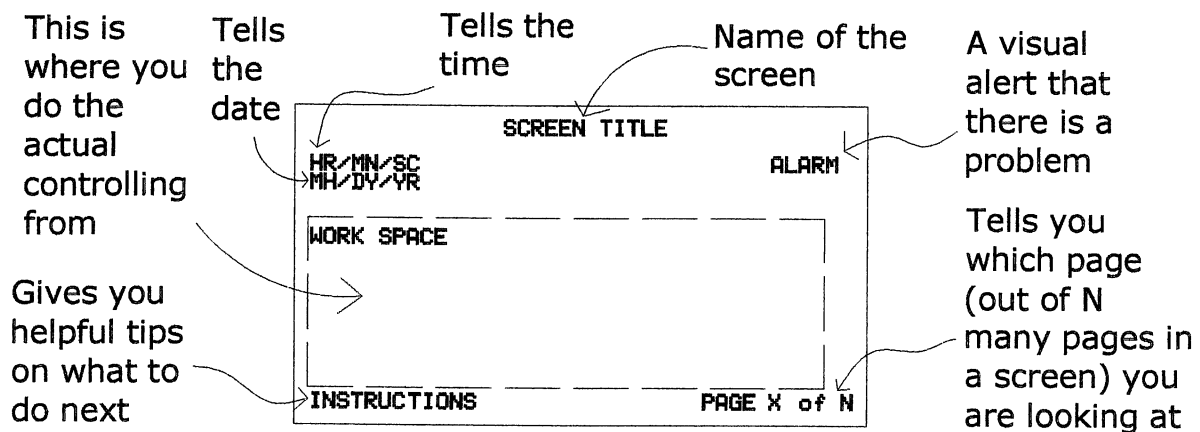 This is
where you
do the
actual
controlling
from
Tells
the
date
Tells the
time
Name of the
screen
A visual
alert that
there is a
problem
SCREEN TITLE
HR/MN/SC
MH/DY/YR
ALARM
WORK SPACE
Gives you
helpful tips
on what to
do next
Tells you
which page
(out of N
many pages in
a screen) you
are looking at
INSTRUCTIONS
PAGE X of N